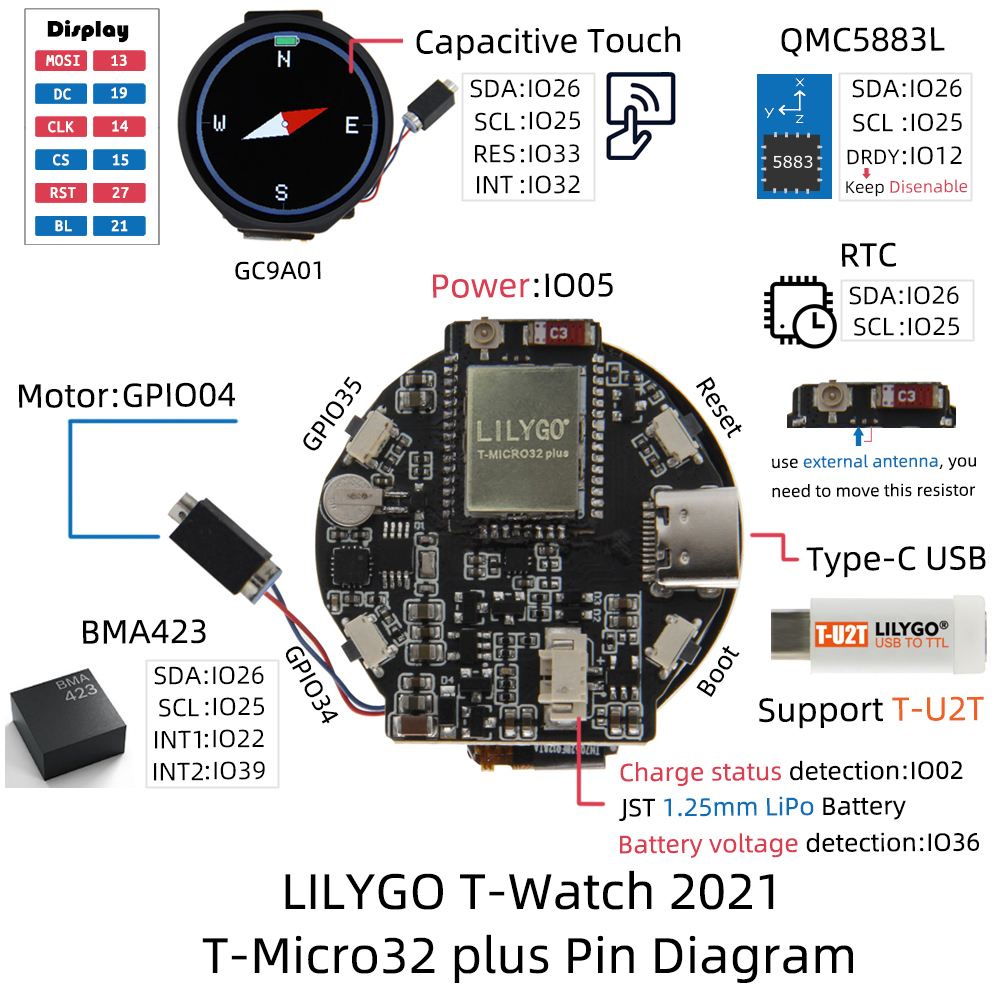 Display
MOSI 13
DC 19
CLK 14
CS 15
RST 27
BL 21
N
W E
S
GC9A01
Capacitive Touch
SDA:IO26
SCL:IO25
RES:IO33
INT :IO32
QMC5883L
X
Y
Z
5883
SDA:IO26
SCL :IO25
DRDY:IO12
Keep Disenable
RTC
SDA:IO26
SCL:IO25
Power:IO05
C3
LILYGO®
T-MICRO32 plus
GPIO35
Reset
C3
use external antenna, you
need to move this resistor
Motor:GPIO04
Type-C USB
T-U2T LILYGO®
USB TO TTL
Support T-U2T
BMA423
BMA
423
SDA:IO26
SCL:IO25
INT1:IO22
INT2:IO39
GPIO34
Boot
D3
D2
D4
Charge status detection:IO02
JST 1.25mm LiPo Battery
Battery voltage detection:IO36
LILYGO T-Watch 2021
T-Micro32 plus Pin Diagram